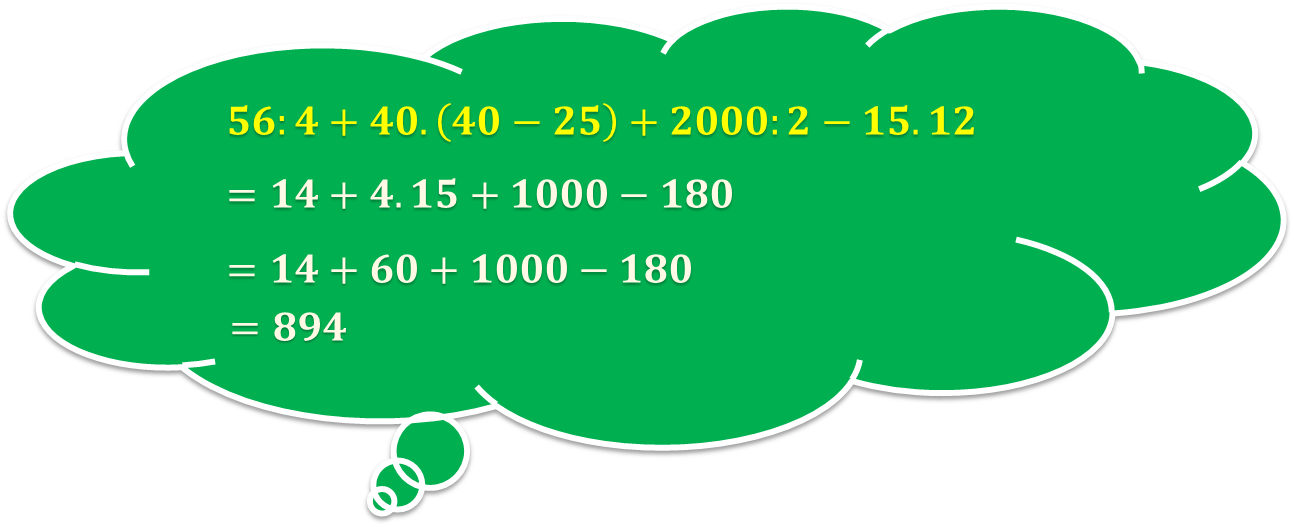 56:4 + 40.(40 − 25) + 2000:2 − 15.12
= 14 + 4.15 + 1000 − 180
= 14 + 60 + 1000 − 180
= 894